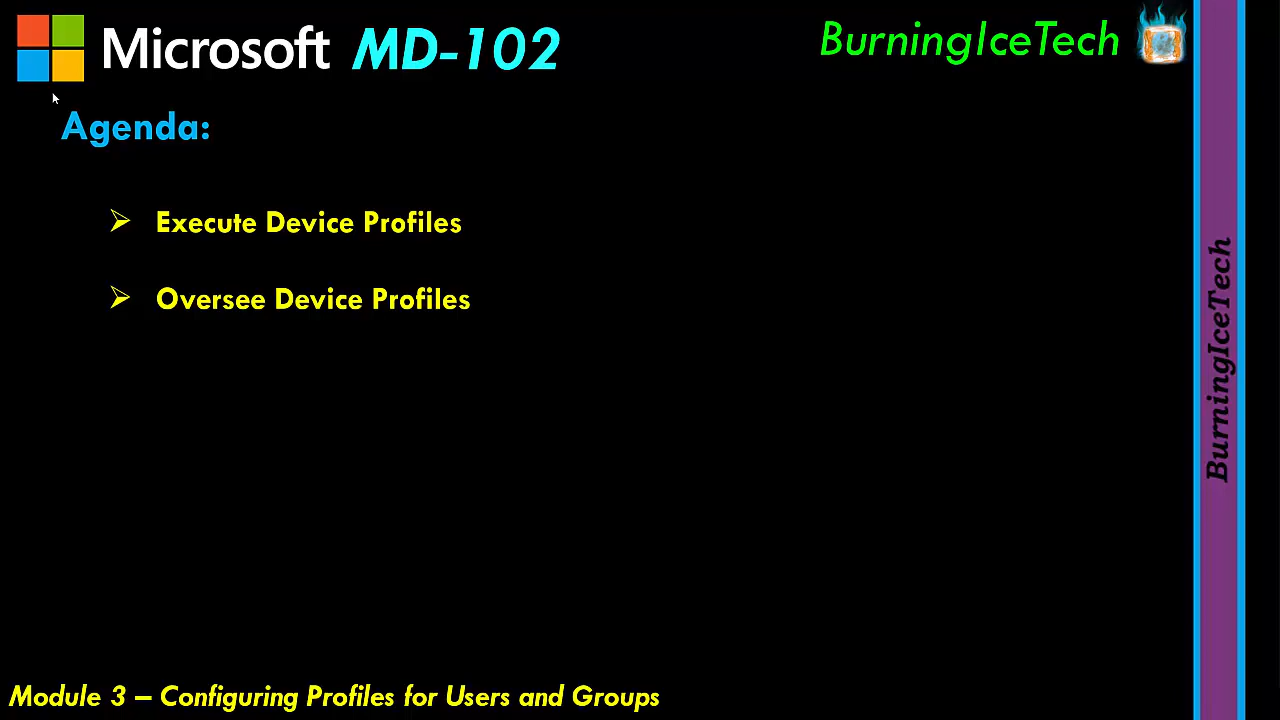 Microsoft MD-102
BurningIceTech
Agenda:
Execute Device Profiles
Oversee Device Profiles
BurningIceTech
Module 3 – Configuring Profiles for Users and Groups